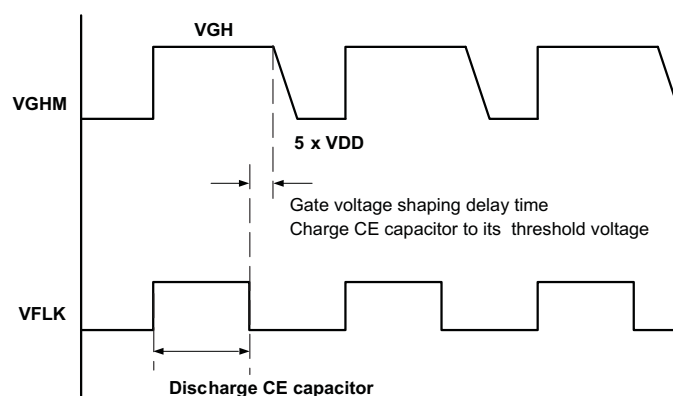 VGH
VGHM
5 x VDD
Gate voltage shaping delay time
Charge CE capacitor to its threshold voltage
VFLK
Discharge CE capacitor